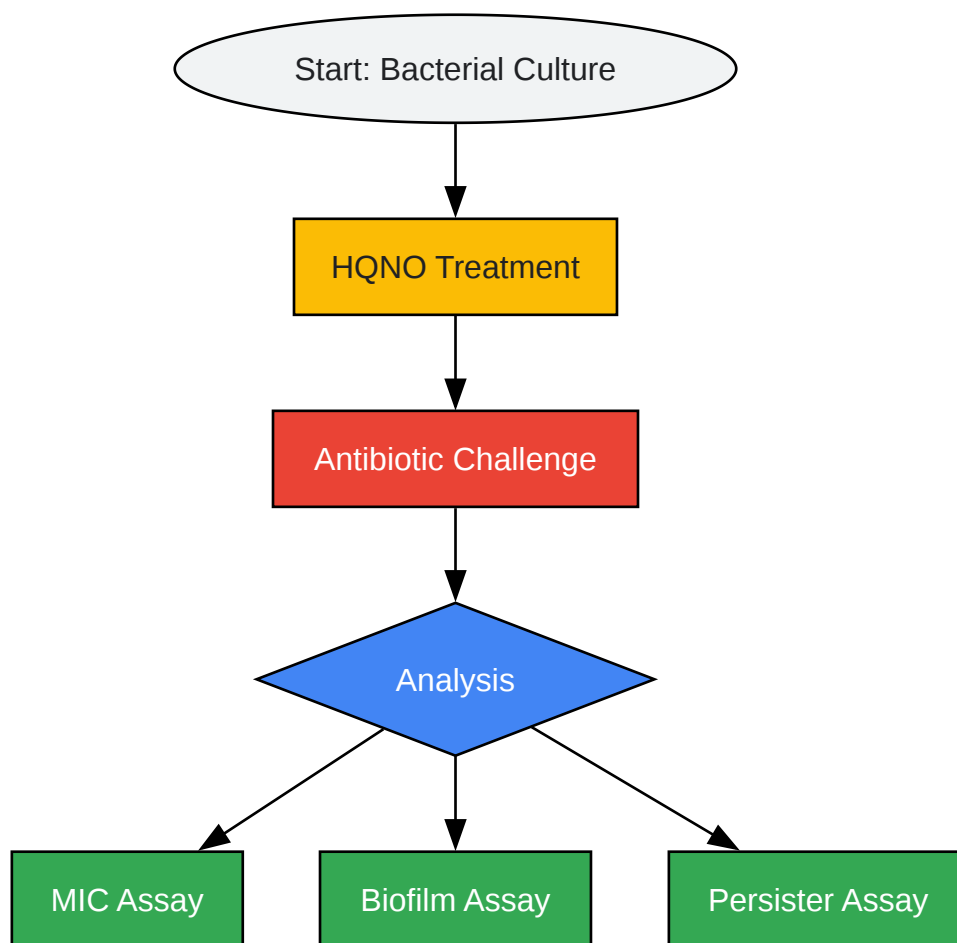 Start: Bacterial Culture
HQNO Treatment
Antibiotic Challenge
Analysis
MIC Assay
Biofilm Assay
Persister Assay